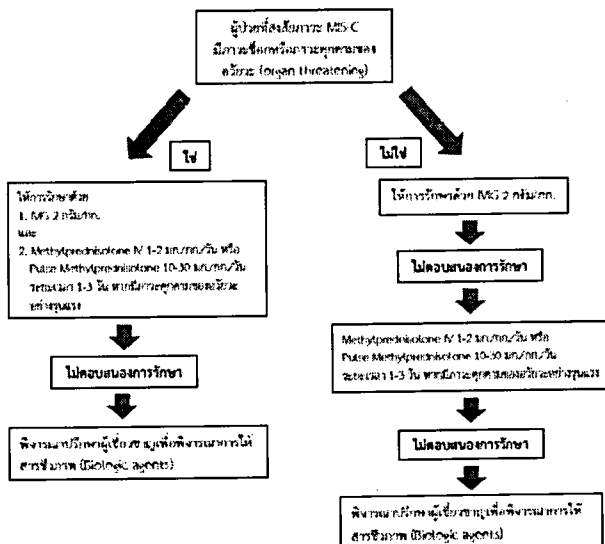 ผู้ป่วยที่สงสัยภาวะ MIS-C
มีภาวะช็อกหรือภาวะคุกคามของ
อวัยวะ (organ threatening)
ใช่
ไม่ใช่
ให้การรักษาด้วย
1. IVIG 2 กรัม/กก.
และ
2. Methylprednisolone IV 1-2 มก./กก./วัน หรือ
Pulse Methylprednisolone 10-30 มก./กก./วัน
ระยะเวลา 1-3 วัน หากมีภาวะคุกคามของอวัยวะ
อย่างรุนแรง
ไม่ตอบสนองการรักษา
พิจารณาปรึกษาผู้เชี่ยวชาญเพื่อพิจารณาการให้
สารชีวภาพ (Biologic agents)
ให้การรักษาด้วย IVIG 2 กรัม/กก.
ไม่ตอบสนองการรักษา
Methylprednisolone IV 1-2 มก./กก./วัน หรือ
Pulse Methylprednisolone 10-30 มก./กก./วัน
ระยะเวลา 1-3 วัน หากมีภาวะคุกคามของอวัยวะอย่างรุนแรง
ไม่ตอบสนองการรักษา
พิจารณาปรึกษาผู้เชี่ยวชาญเพื่อพิจารณาการให้
สารชีวภาพ (Biologic agents)